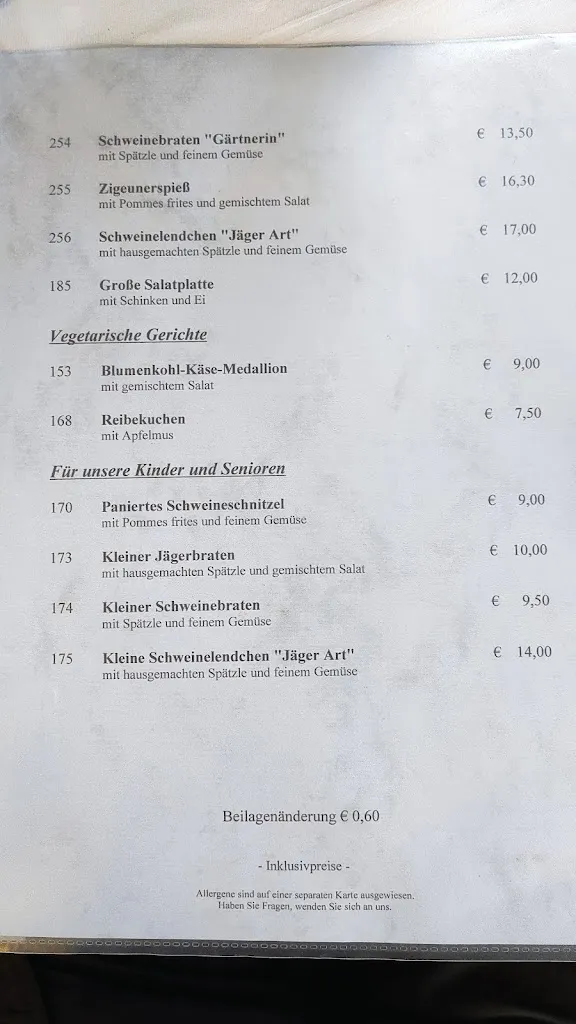 254 Schweinebraten "Gärtnerin" € 13,50
mit Spätzle und feinem Gemüse
255 Zigeunerspieß € 16,30
mit Pommes frites und gemischtem Salat
256 Schweinelendchen "Jäger Art" € 17,00
mit hausgemachten Spätzle und feinem Gemüse
185 Große Salatplatte € 12,00
mit Schinken und Ei
Vegetarische Gerichte
153 Blumenkohl-Käse-Medallion € 9,00
mit gemischtem Salat
168 Reibekuchen € 7,50
mit Apfelmus
Für unsere Kinder und Senioren
170 Paniertes Schweineschnitzel € 9,00
mit Pommes frites und feinem Gemüse
173 Kleiner Jägerbraten € 10,00
mit hausgemachten Spätzle und gemischtem Salat
174 Kleiner Schweinebraten € 9,50
mit Spätzle und feinem Gemüse
175 Kleine Schweinelendchen "Jäger Art" € 14,00
mit hausgemachten Spätzle und feinem Gemüse
Beilagenänderung € 0,60
- Inklusivpreise -
Allergene sind auf einer separaten Karte ausgewiesen.
Haben Sie Fragen, wenden Sie sich an uns.